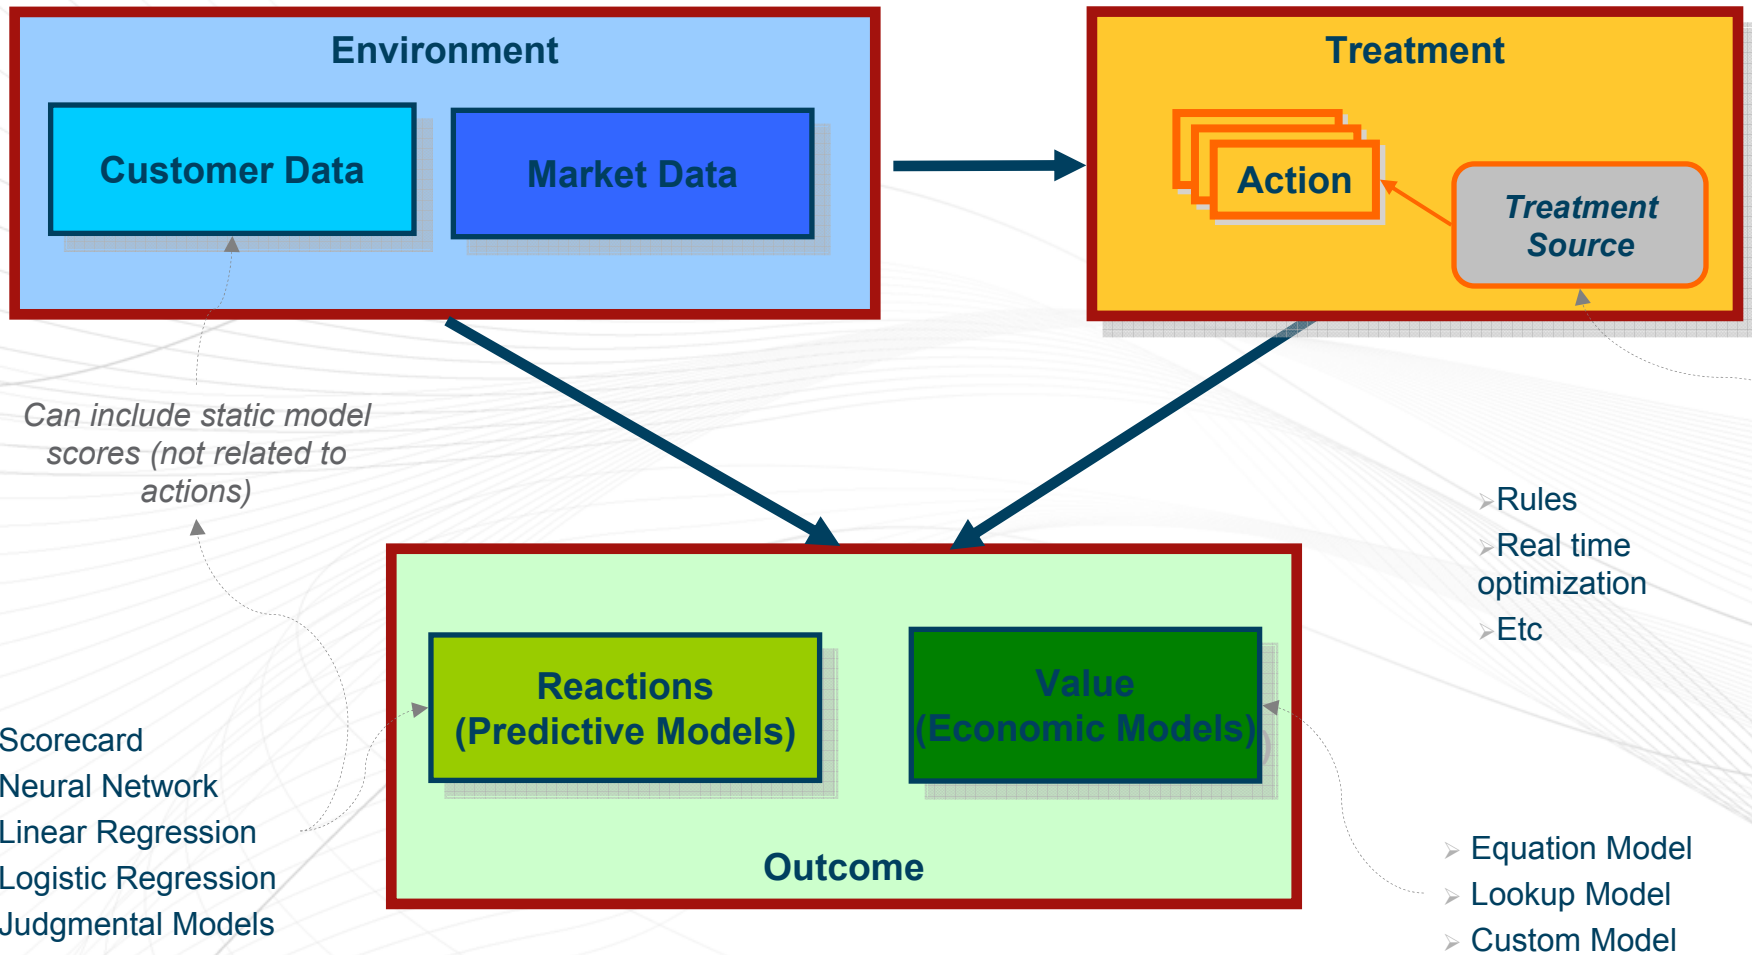 Environment
Customer Data
Market Data
Treatment
Action
Treatment
Source
Can include static model
scores (not related to
actions)
➢Rules
➢Real time
optimization
➢Etc
Reactions
(Predictive Models)
Value
(Economic Models)
Outcome
Scorecard
Neural Network
Linear Regression
Logistic Regression
Judgmental Models
➢ Equation Model
➢ Lookup Model
➢ Custom Model